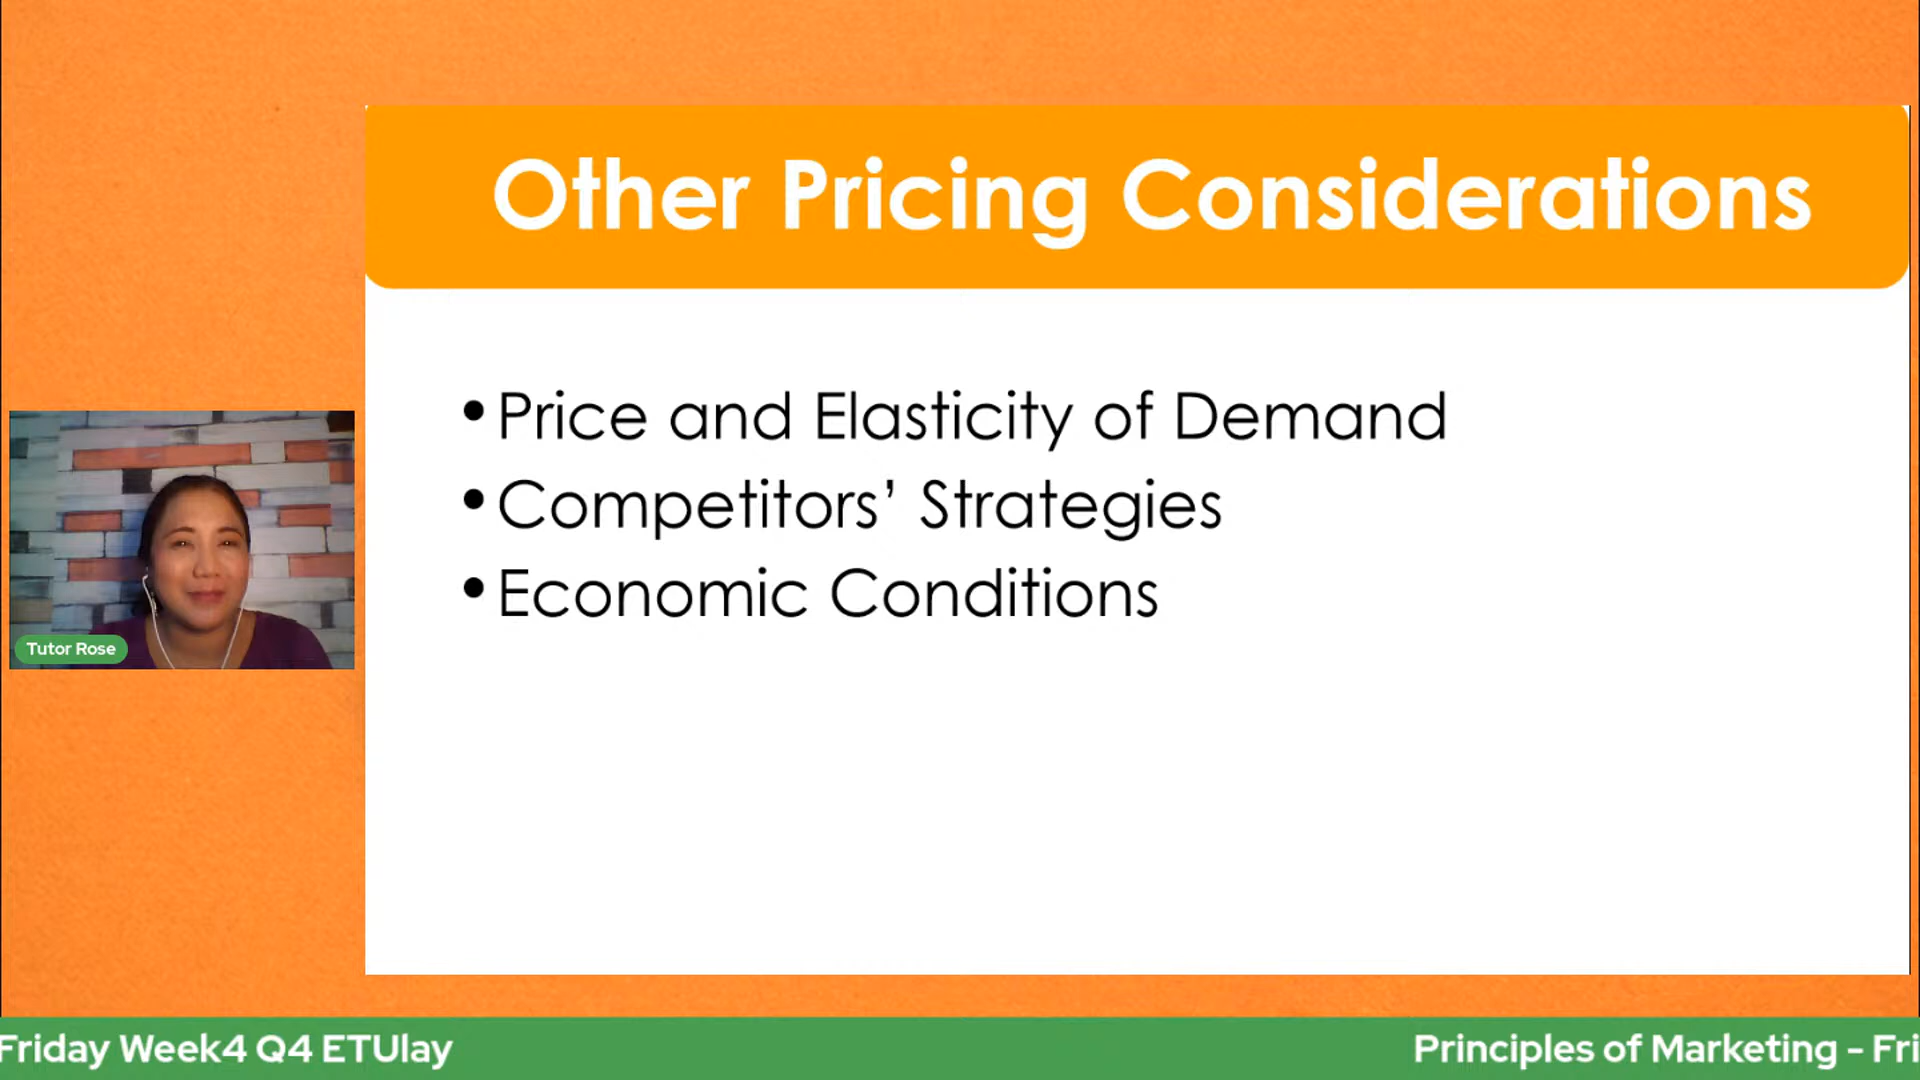 Other Pricing Considerations
• Price and Elasticity of Demand
• Competitors’ Strategies
• Economic Conditions
Tutor Rose
Friday Week4 Q4 ETUlay
Principles of Marketing - Fri